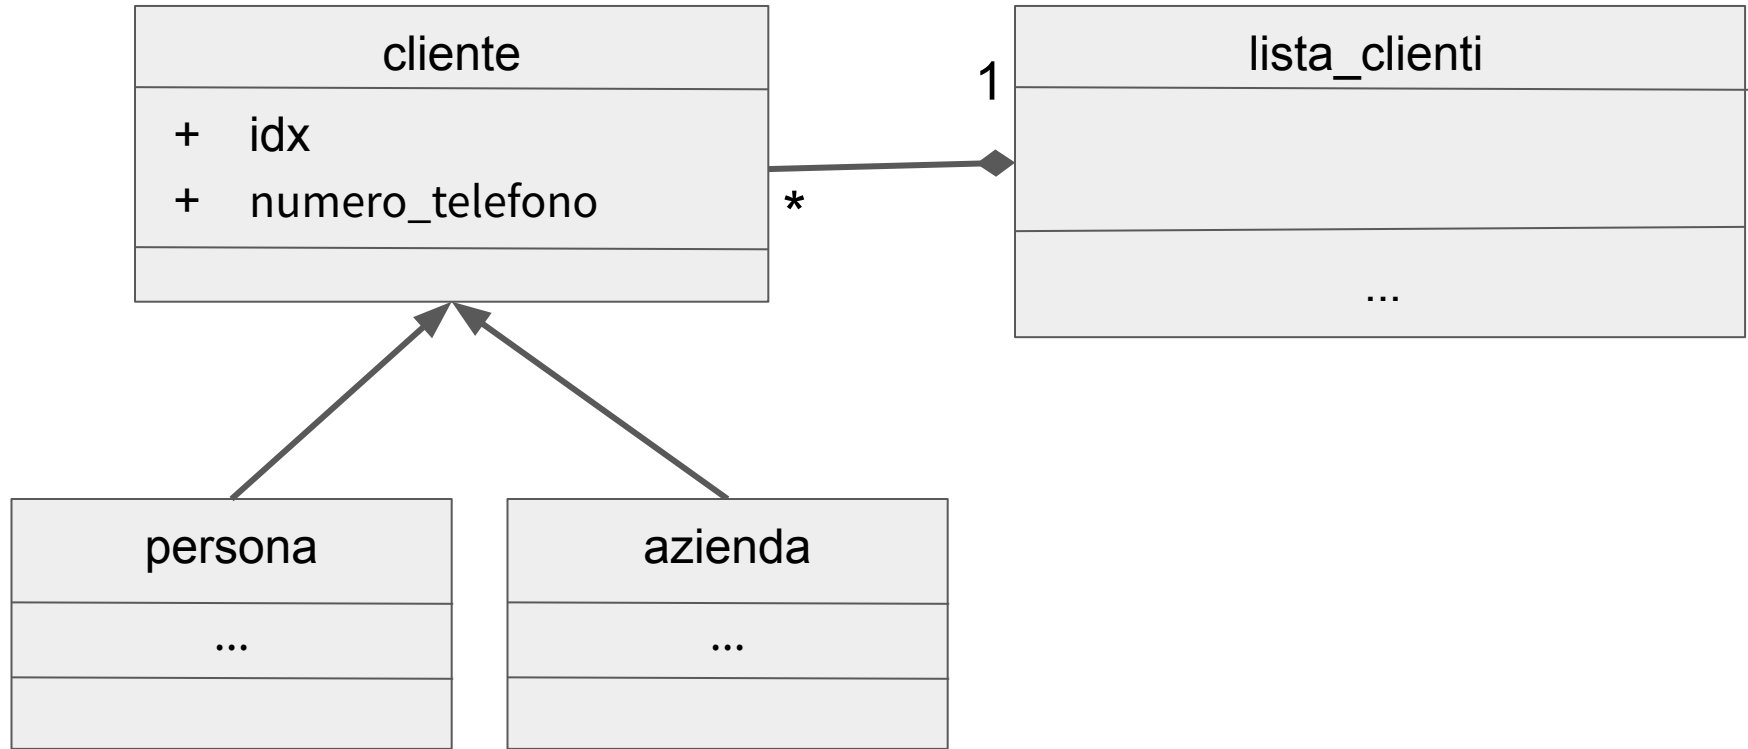 cliente
+ idx
+ numero_telefono
1
*
lista_clienti
...
persona
...
azienda
...